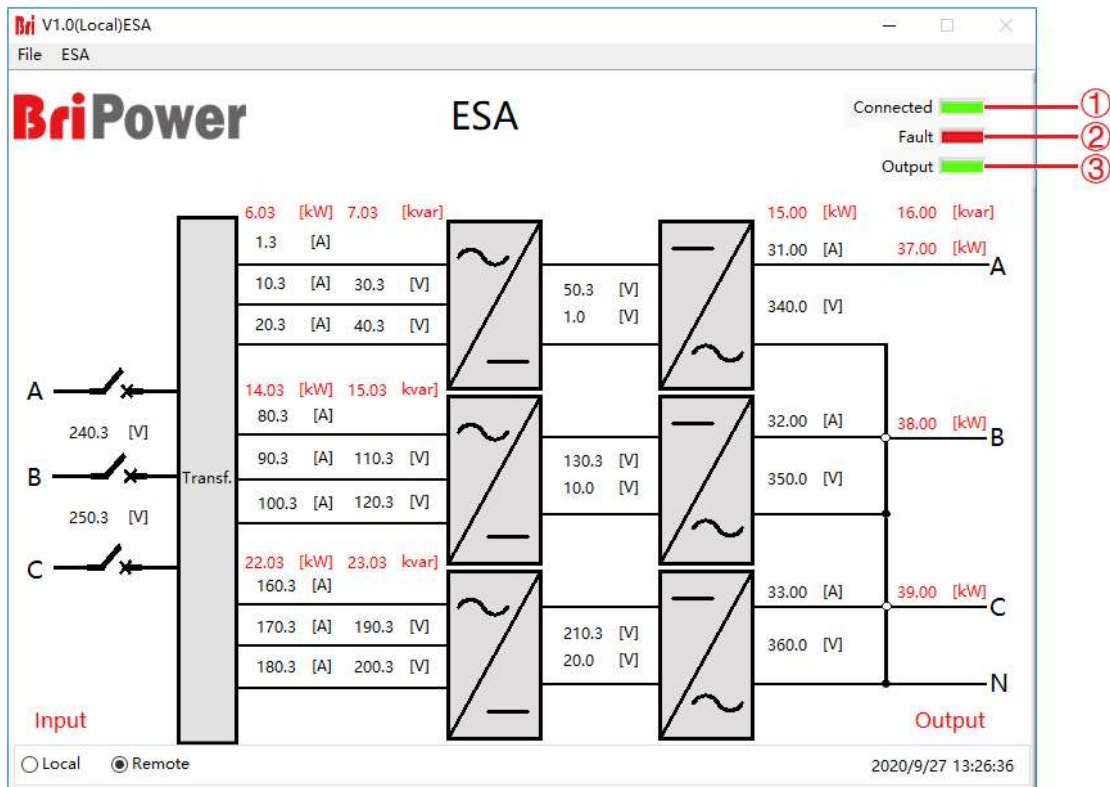 Bri V1.0(Local)ESA
File ESA
BriPower ESA
Connected ①
Fault ②
Output ③
6.03 [kW] 7.03 [kvar] 15.00 [kW] 16.00 [kvar]
1.3 [A] 31.00 [A] 37.00 [kW] A
10.3 [A] 30.3 [V] 50.3 [V]
1.0 [V] 340.0 [V]
20.3 [A] 40.3 [V]
A 14.03 [kW] 15.03 kvar]
80.3 [A] 32.00 [A] 38.00 [kW] B
240.3 [V]
90.3 [A] 110.3 [V] 130.3 [V]
B Transf. 10.0 [V] 350.0 [V]
100.3 [A] 120.3 [V]
250.3 [V]
C 22.03 [kW] 23.03 kvar]
160.3 [A] 33.00 [A] 39.00 [kW] C
170.3 [A] 190.3 [V] 210.3 [V]
20.0 [V] 360.0 [V]
180.3 [A] 200.3 [V]
N
Input Output
Local Remote 2020/9/27 13:26:36